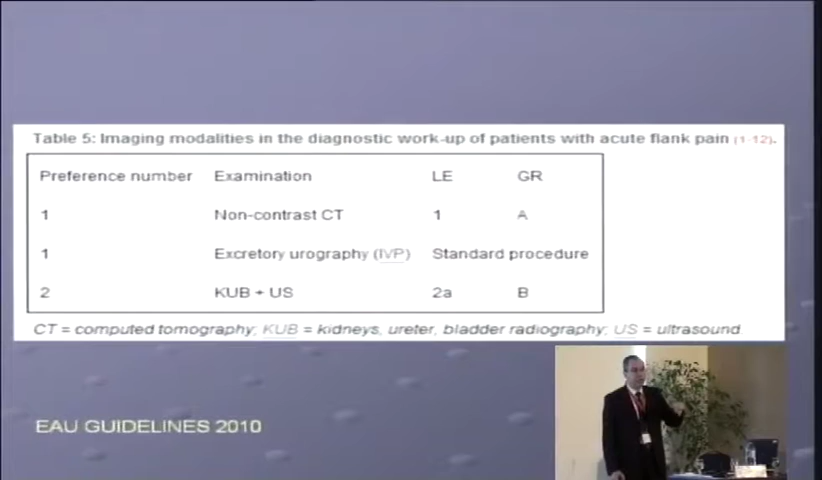 Table 5: Imaging modalities in the diagnostic work-up of patients with acute flank pain (1-12).
Preference number Examination LE GR
1 Non-contrast CT 1 A
1 Excretory urography (IVP) Standard procedure
2 KUB + US 2a B
CT = computed tomography; KUB = kidneys, ureter, bladder radiography; US = ultrasound
EAU GUIDELINES 2010